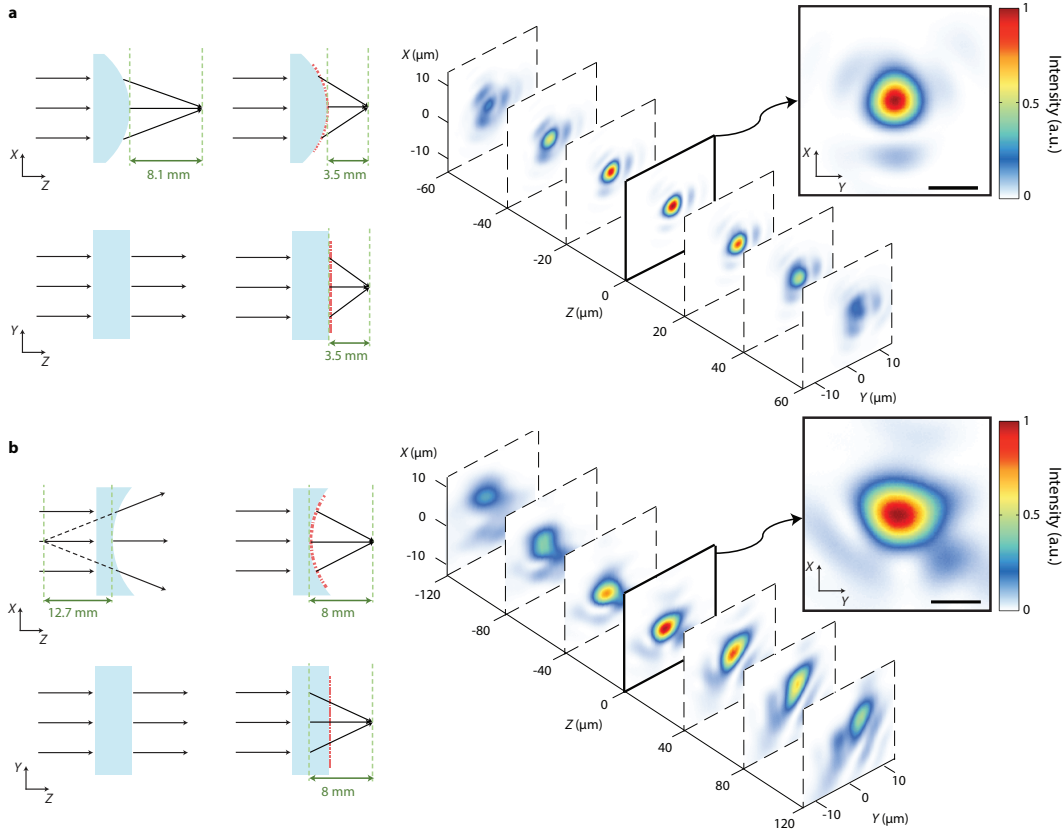 a
X
Z
8.1 mm
3.5 mm
Y
Z
3.5 mm
X (µm)
10
0
-10
-60
-40
-20
0
20
40
60
Z (µm)
-10
0
10
Y (µm)
X
Y
1
0.5
0
Intensity (a.u.)
b
X
Z
12.7 mm
8 mm
Y
Z
8 mm
X (µm)
10
0
-10
-120
-80
-40
0
40
80
120
Z (µm)
-10
0
10
Y (µm)
X
Y
1
0.5
0
Intensity (a.u.)